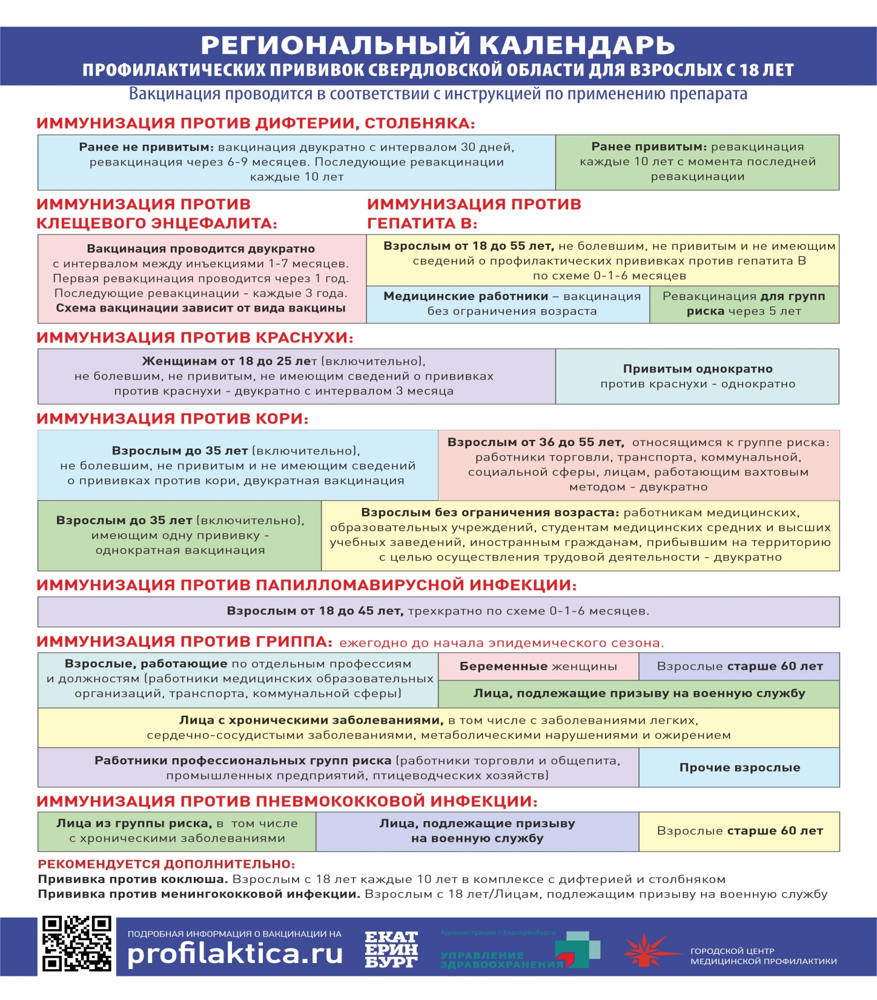 РЕГИОНАЛЬНЫЙ КАЛЕНДАРЬ
ПРОФИЛАКТИЧЕСКИХ ПРИВИВОК СВЕРДЛОВСКОЙ ОБЛАСТИ ДЛЯ ВЗРОСЛЫХ С 18 ЛЕТ
Вакцинация проводится в соответствии с инструкцией по применению препарата
ИММУНИЗАЦИЯ ПРОТИВ ДИФТЕРИИ, СТОЛБНЯКА:
Ранее не привитым: вакцинация двукратно с интервалом 30 дней,
ревакцинация через 6-9 месяцев. Последующие ревакцинации
каждые 10 лет
Ранее привитым: ревакцинация
каждые 10 лет с момента последней
ревакцинации
ИММУНИЗАЦИЯ ПРОТИВ
КЛЕЩЕВОГО ЭНЦЕФАЛИТА:
Вакцинация проводится двукратно
с интервалом между инъекциями 1-7 месяцев.
Первая ревакцинация проводится через 1 год.
Последующие ревакцинации - каждые 3 года.
Схема вакцинации зависит от вида вакцины
ИММУНИЗАЦИЯ ПРОТИВ
ГЕПАТИТА В:
Взрослым от 18 до 55 лет, не болевшим, не привитым и не имеющим
сведений о профилактических прививках против гепатита В
по схеме 0-1-6 месяцев
Медицинские работники – вакцинация
без ограничения возраста
Ревакцинация для групп
риска через 5 лет
ИММУНИЗАЦИЯ ПРОТИВ КРАСНУХИ:
Женщинам от 18 до 25 лет (включительно),
не болевшим, не привитым, не имеющим сведений о прививках
против краснухи - двукратно с интервалом 3 месяца
Привитым однократно
против краснухи - однократно
ИММУНИЗАЦИЯ ПРОТИВ КОРИ:
Взрослым до 35 лет (включительно),
не болевшим, не привитым и не имеющим сведений
о прививках против кори, двукратная вакцинация
Взрослым от 36 до 55 лет, относящимся к группе риска:
работники торговли, транспорта, коммунальной,
социальной сферы, лицам, работающим вахтовым
методом - двукратно
Взрослым до 35 лет (включительно),
имеющим одну прививку -
однократная вакцинация
Взрослым без ограничения возраста: работникам медицинских,
образовательных учреждений, студентам медицинских средних и высших
учебных заведений, иностранным гражданам, прибывшим на территорию
с целью осуществления трудовой деятельности - двукратно
ИММУНИЗАЦИЯ ПРОТИВ ПАПИЛЛОМАВИРУСНОЙ ИНФЕКЦИИ:
Взрослым от 18 до 45 лет, трехкратно по схеме 0-1-6 месяцев.
ИММУНИЗАЦИЯ ПРОТИВ ГРИППА: ежегодно до начала эпидемического сезона.
Взрослые, работающие по отдельным профессиям
и должностям (работники медицинских образовательных
организаций, транспорта, коммунальной сферы)
Беременные женщины
Взрослые старше 60 лет
Лица, подлежащие призыву на военную службу
Лица с хроническими заболеваниями, в том числе с заболеваниями легких,
сердечно-сосудистыми заболеваниями, метаболическими нарушениями и ожирением
Работники профессиональных групп риска (работники торговли и общепита,
промышленных предприятий, птицеводческих хозяйств)
Прочие взрослые
ИММУНИЗАЦИЯ ПРОТИВ ПНЕВМОКОККОВОЙ ИНФЕКЦИИ:
Лица из группы риска, в том числе
с хроническими заболеваниями
Лица, подлежащие призыву
на военную службу
Взрослые старше 60 лет
РЕКОМЕНДУЕТСЯ ДОПОЛНИТЕЛЬНО:
Прививка против коклюша. Взрослым с 18 лет каждые 10 лет в комплексе с дифтерией и столбняком
Прививка против менингококковой инфекции. Взрослым с 18 лет/Лицам, подлежащим призыву на военную службу
ПОДРОБНАЯ ИНФОРМАЦИЯ О ВАКЦИНАЦИИ НА
profilaktica.ru
ЕКАТ
ЕРИН
БУРГ
Администрация г.Екатеринбурга
УПРАВЛЕНИЕ
ЗДРАВООХРАНЕНИЯ
ГОРОДСКОЙ ЦЕНТР
МЕДИЦИНСКОЙ ПРОФИЛАКТИКИ